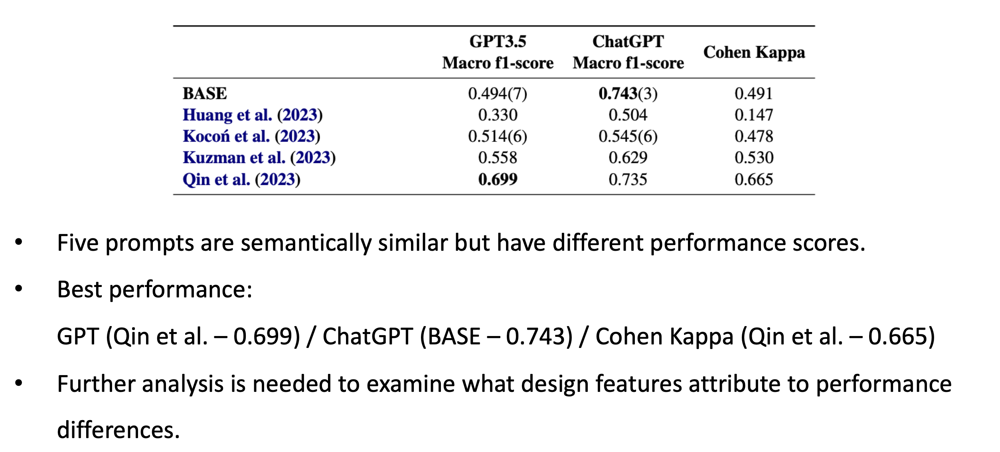 GPT3.5 ChatGPT Cohen Kappa
Macro f1-score Macro f1-score
BASE 0.494(7) 0.743(3) 0.491
Huang et al. (2023) 0.330 0.504 0.147
Kocoń et al. (2023) 0.514(6) 0.545(6) 0.478
Kuzman et al. (2023) 0.558 0.629 0.530
Qin et al. (2023) 0.699 0.735 0.665
• Five prompts are semantically similar but have different performance scores.
• Best performance:
GPT (Qin et al. – 0.699) / ChatGPT (BASE – 0.743) / Cohen Kappa (Qin et al. – 0.665)
• Further analysis is needed to examine what design features attribute to performance
differences.